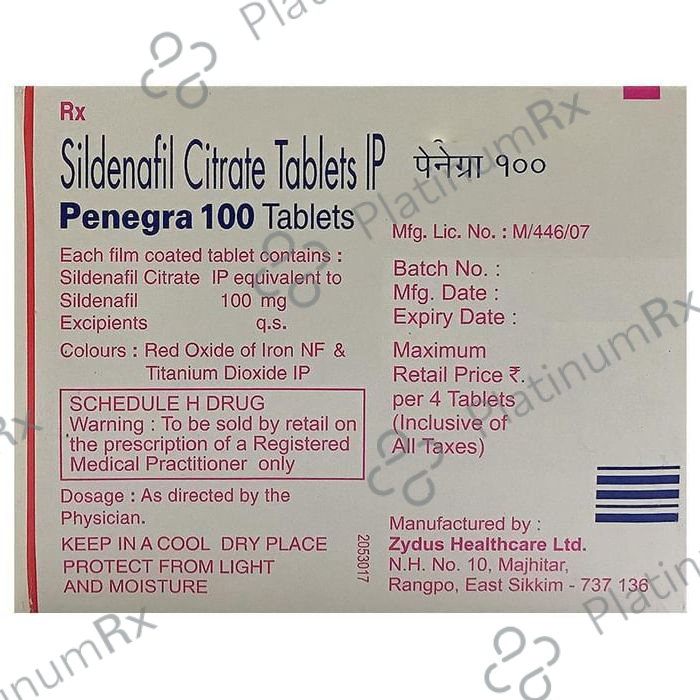 Rx
Sildenafil Citrate Tablets IP
पेनेग्रा १००
Penegra 100 Tablets
Each film coated tablet contains :
Sildenafil Citrate IP equivalent to
Sildenafil 100 mg
Excipients q.s.
Colours : Red Oxide of Iron NF &
Titanium Dioxide IP
SCHEDULE H DRUG
Warning : To be sold by retail on
the prescription of a Registered
Medical Practitioner only
Dosage : As directed by the
Physician.
KEEP IN A COOL DRY PLACE
PROTECT FROM LIGHT
AND MOISTURE
2053017
Mfg. Lic. No. : M/446/07
Batch No. :
Mfg. Date :
Expiry Date :
Maximum
Retail Price ₹.
per 4 Tablets
(Inclusive of
All Taxes)
Manufactured by :
Zydus Healthcare Ltd.
N.H. No. 10, Majhitar,
Rangpo, East Sikkim - 737 136
PlatinumRx
PlatinumRx
PlatinumRx
PlatinumRx
PlatinumRx